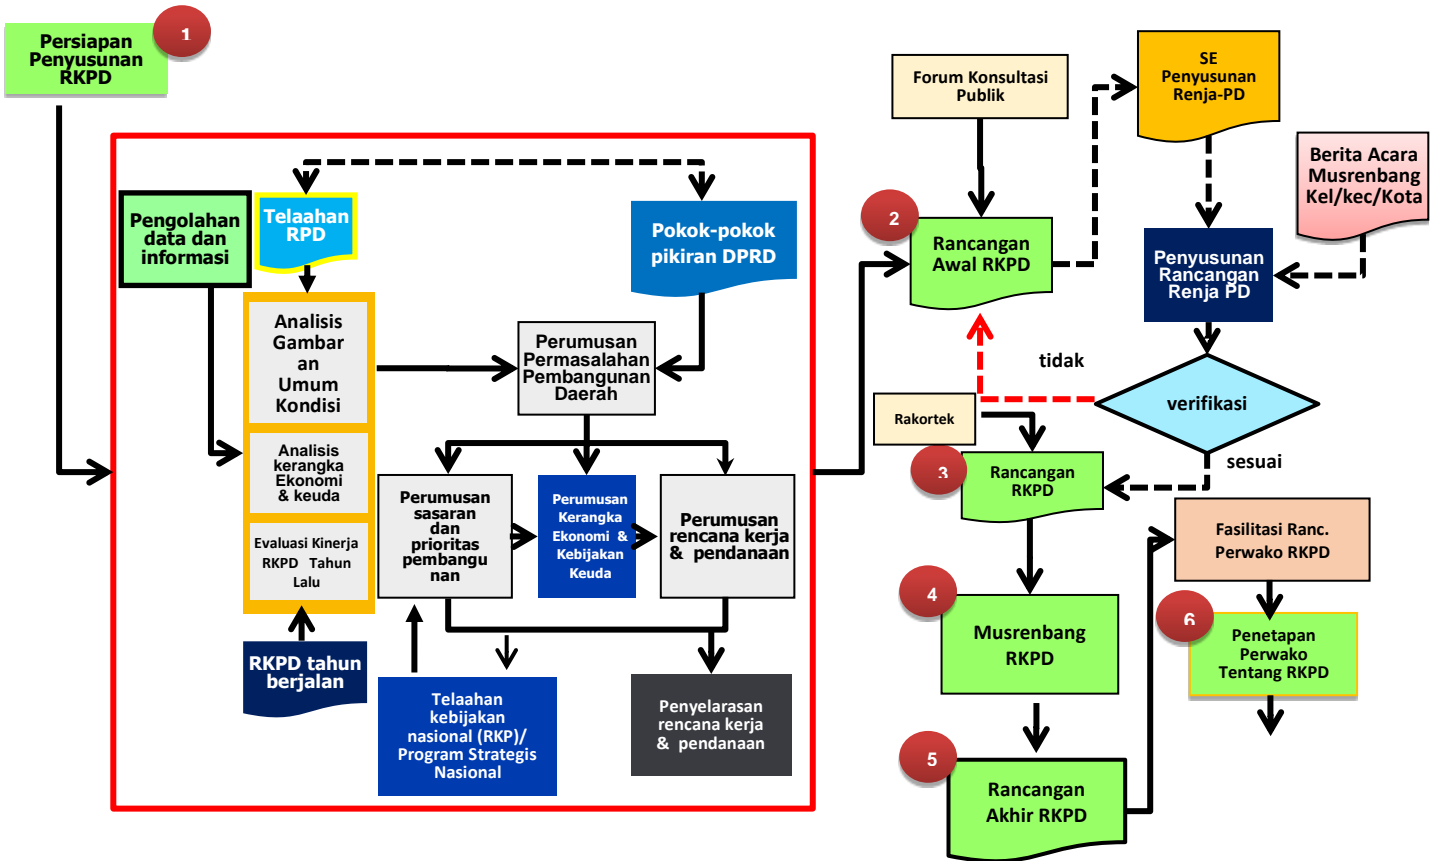 Persiapan
Penyusunan
RKPD
1
Pengolahan
data dan
informasi
Telaahan
RPD
Pokok-pokok
pikiran DPRD
Analisis
Gambar
an
Umum
Kondisi
Analisis
kerangka
Ekonomi
& keuda
Evaluasi Kinerja
RKPD Tahun
Lalu
RKPD tahun
berjalan
Perumusan
Permasalahan
Pembangunan
Daerah
Perumusan
sasaran
dan
prioritas
pembangu
nan
Perumusan
Kerangka
Ekonomi &
Kebijakan
Keuda
Perumusan
rencana kerja
& pendanaan
Telaahan
kebijakan
nasional (RKP)/
Program Strategis
Nasional
Penyelarasan
rencana kerja
& pendanaan
Forum Konsultasi
Publik
2
Rancangan
Awal RKPD
SE
Penyusunan
Renja-PD
Berita Acara
Musrenbang
Kel/kec/Kota
Penyusunan
Rancangan
Renja PD
tidak
verifikasi
sesuai
Rakortek
3
Rancangan
RKPD
4
Musrenbang
RKPD
5
Rancangan
Akhir RKPD
Fasilitasi Ranc.
Perwako RKPD
6
Penetapan
Perwako
Tentang RKPD